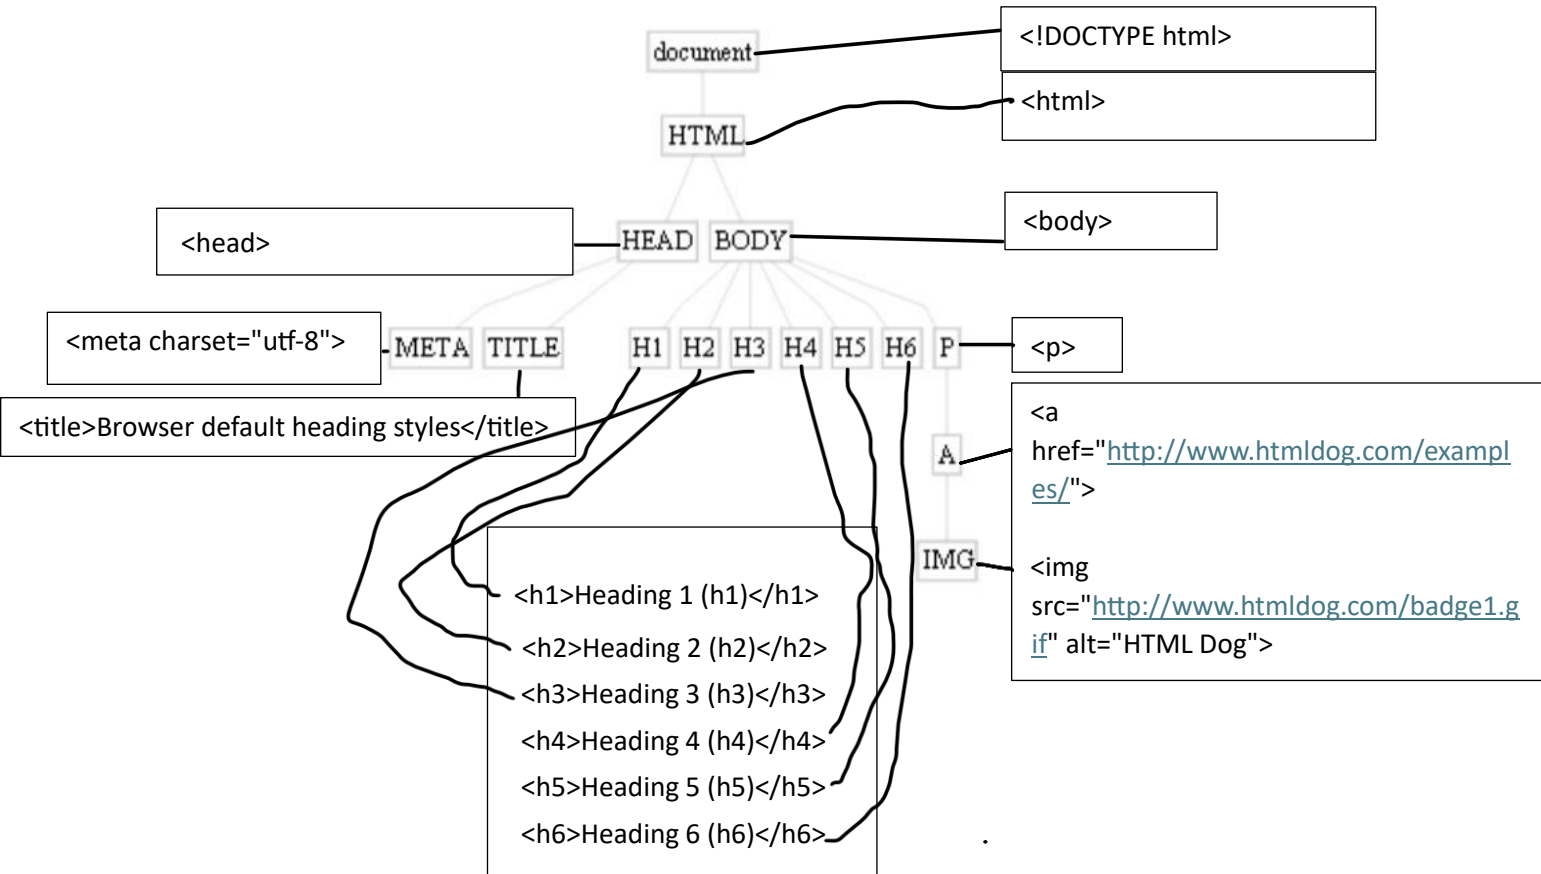 <!DOCTYPE html>
document
<html>
HTML
<body>
<head>
HEAD
BODY
<meta charset="utf-8">
META
TITLE
H1
H2
H3
H4
H5
H6
P
<p>
<title>Browser default heading styles</title>
<a
href="http://www.htmldog.com/exampl
es/">
A
IMG
<img
src="http://www.htmldog.com/badge1.g
if" alt="HTML Dog">
<h1>Heading 1 (h1)</h1>
<h2>Heading 2 (h2)</h2>
<h3>Heading 3 (h3)</h3>
<h4>Heading 4 (h4)</h4>
<h5>Heading 5 (h5)</h5>
<h6>Heading 6 (h6)</h6>
.